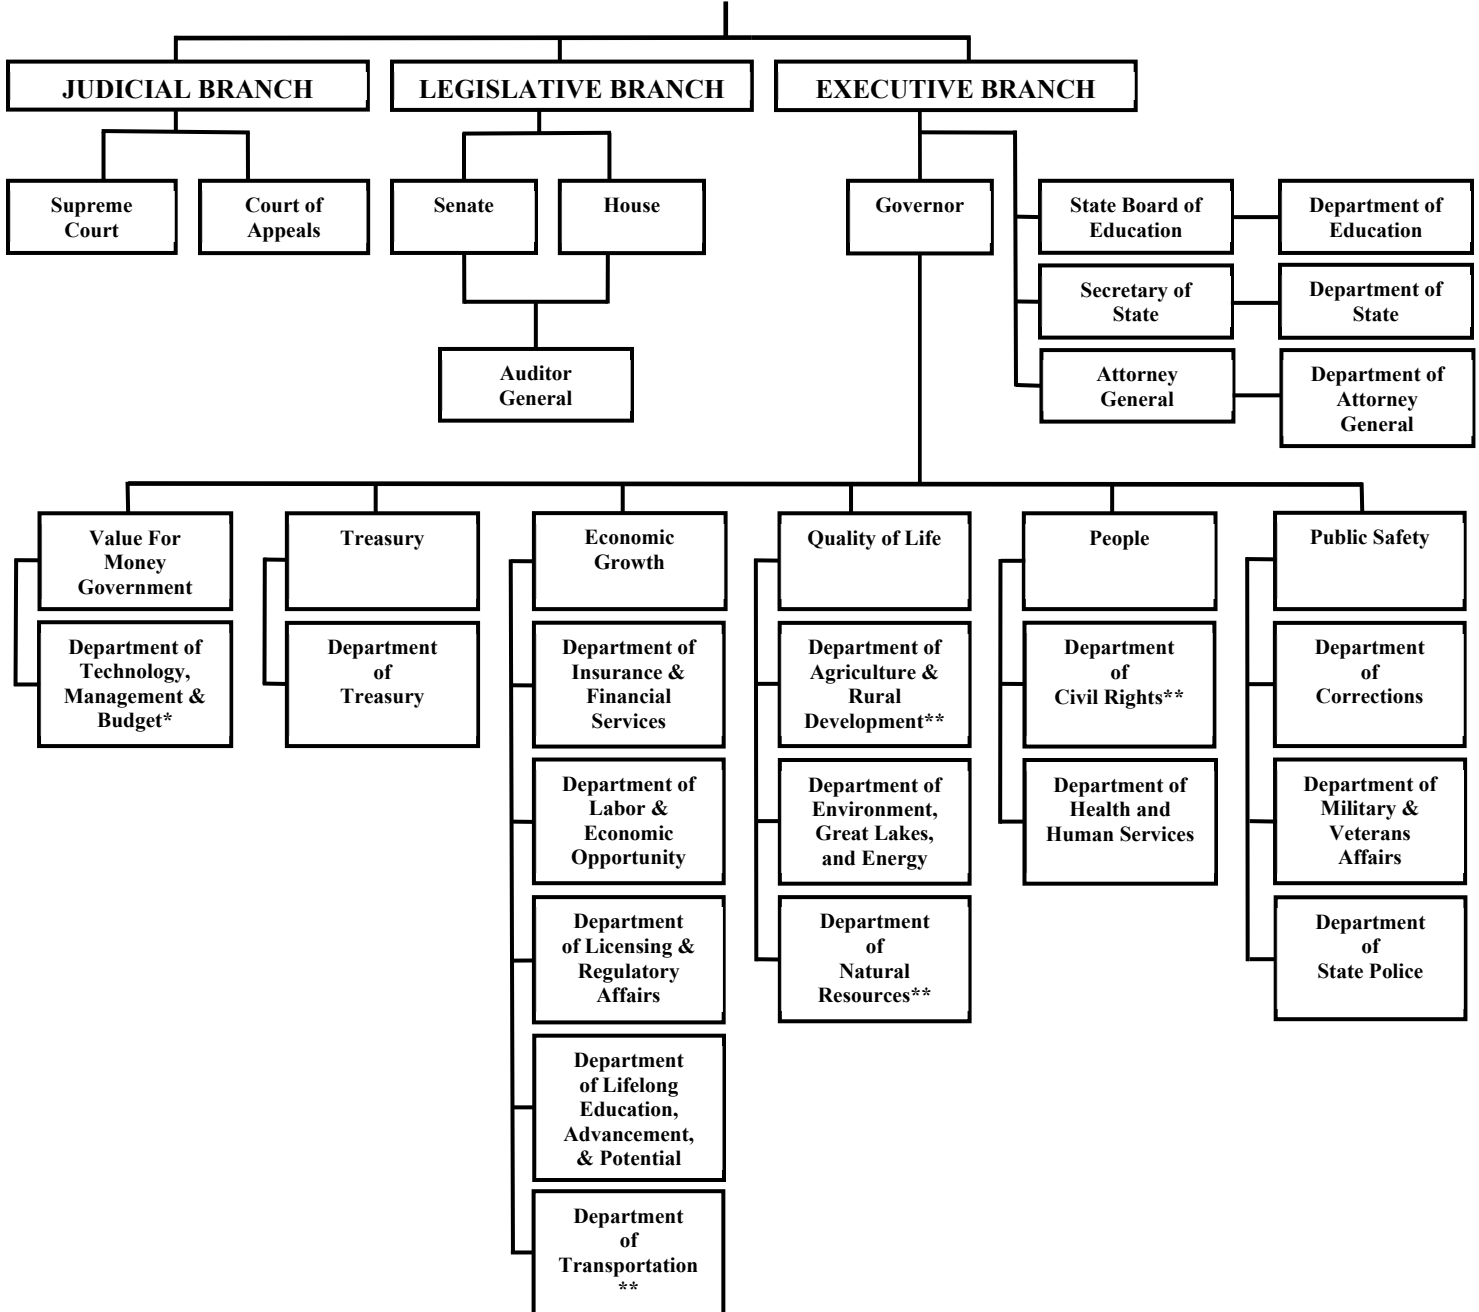 JUDICIAL BRANCH
LEGISLATIVE BRANCH
EXECUTIVE BRANCH
Supreme
Court
Court of
Appeals
Senate
House
Governor
State Board of
Education
Department of
Education
Secretary of
State
Department of
State
Auditor
General
Attorney
General
Department of
Attorney
General
Value For
Money
Government
Department of
Technology,
Management &
Budget*
Treasury
Department
of
Treasury
Economic
Growth
Department of
Insurance &
Financial
Services
Department of
Labor &
Economic
Opportunity
Department
of Licensing &
Regulatory
Affairs
Department
of Lifelong
Education,
Advancement,
& Potential
Department
of
Transportation
**
Quality of Life
Department of
Agriculture &
Rural
Development**
Department of
Environment,
Great Lakes,
and Energy
Department
of
Natural
Resources**
People
Department
of
Civil Rights**
Department of
Health and
Human Services
Public Safety
Department
of
Corrections
Department of
Military &
Veterans
Affairs
Department
of
State Police